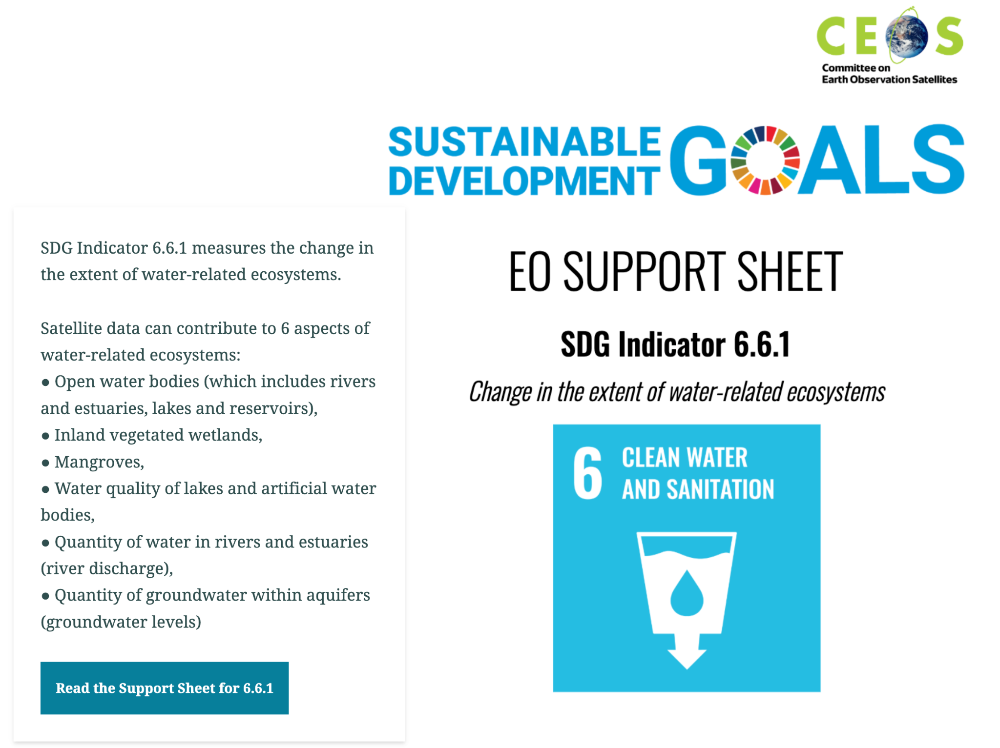 CEOS
Committee on
Earth Observation Satellites
SUSTAINABLE
DEVELOPMENT
GOALS
SDG Indicator 6.6.1 measures the change in
the extent of water-related ecosystems.
Satellite data can contribute to 6 aspects of
water-related ecosystems:
● Open water bodies (which includes rivers
and estuaries, lakes and reservoirs),
● Inland vegetated wetlands,
● Mangroves,
● Water quality of lakes and artificial water
bodies,
● Quantity of water in rivers and estuaries
(river discharge),
● Quantity of groundwater within aquifers
(groundwater levels)
Read the Support Sheet for 6.6.1
EO SUPPORT SHEET
SDG Indicator 6.6.1
Change in the extent of water-related ecosystems
6 CLEAN WATER
AND SANITATION